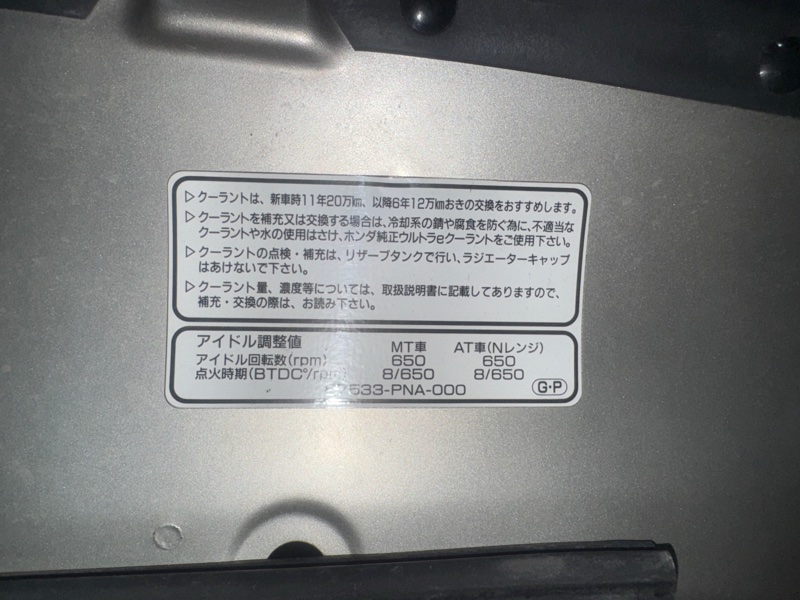 ▷クーラントは、新車時11年20万㎞、以降6年12万㎞おきの交換をおすすめします。
▷クーラントを補充又は交換する場合は、冷却系の錆や腐食を防ぐ為に、不適当な
クーラントや水の使用はさけ、ホンダ純正ウルトラeクーラントをご使用下さい。
▷クーラントの点検・補充は、リザーブタンクで行い、ラジエーターキャップ
はあけないで下さい。
▷クーラント量、濃度等については、取扱説明書に記載してありますので、
補充・交換の際は、お読み下さい。
アイドル調整値 MT車 AT車(Nレンジ)
アイドル回転数(rpm) 650 650
点火時期(BTDC°/rpm) 8/650 8/650
7533-PNA-000 G・P